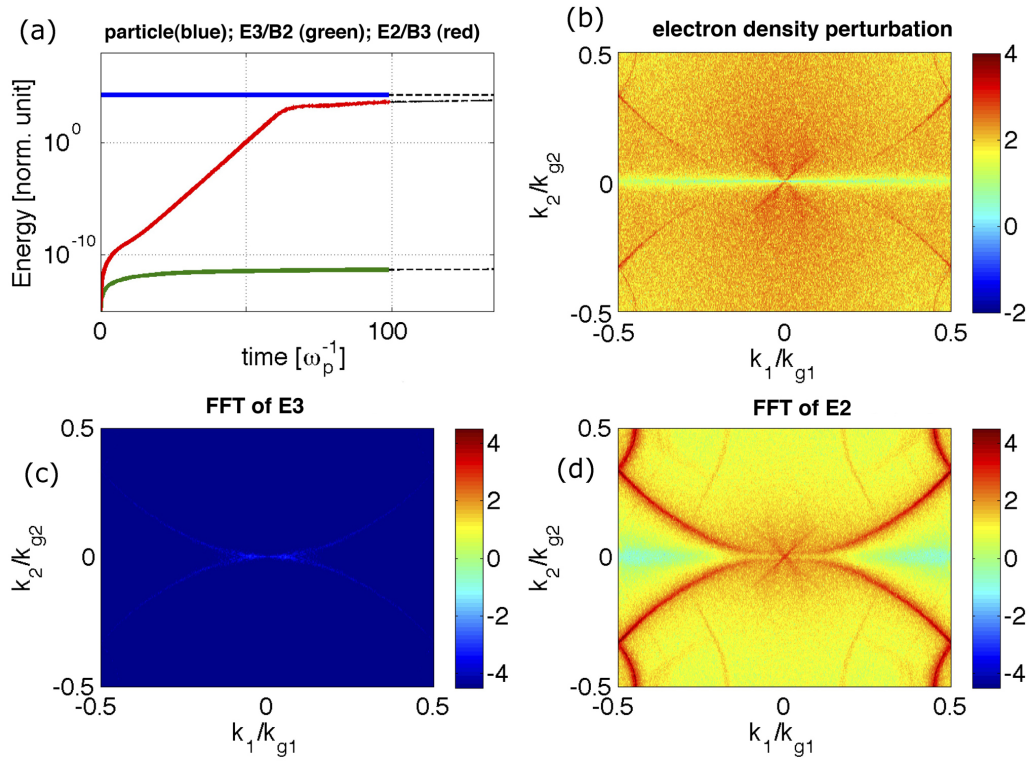 (a)
particle(blue); E3/B2 (green); E2/B3 (red)
Energy [norm. unit]
10^0
10^-10
0
100
time [ω_p^-1]
(b)
electron density perturbation
k_2/k_g2
0.5
0
-0.5
-0.5
0
0.5
k_1/k_g1
4
3
2
1
0
-1
-2
(c)
FFT of E3
k_2/k_g2
0.5
0
-0.5
-0.5
0
0.5
k_1/k_g1
4
2
0
-2
-4
(d)
FFT of E2
k_2/k_g2
0.5
0
-0.5
-0.5
0
0.5
k_1/k_g1
4
2
0
-2
-4